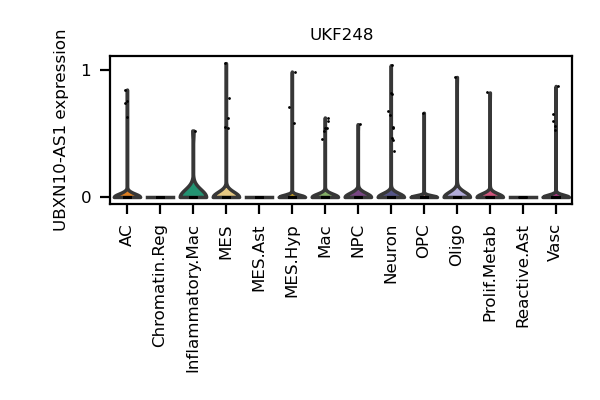 UKF248
UBXN10-AS1 expression
1
0
AC
Chromatin.Reg
Inflammatory.Mac
MES
MES.Ast
MES.Hyp
Mac
NPC
Neuron
OPC
Oligo
Prolif.Metab
Reactive.Ast
Vasc